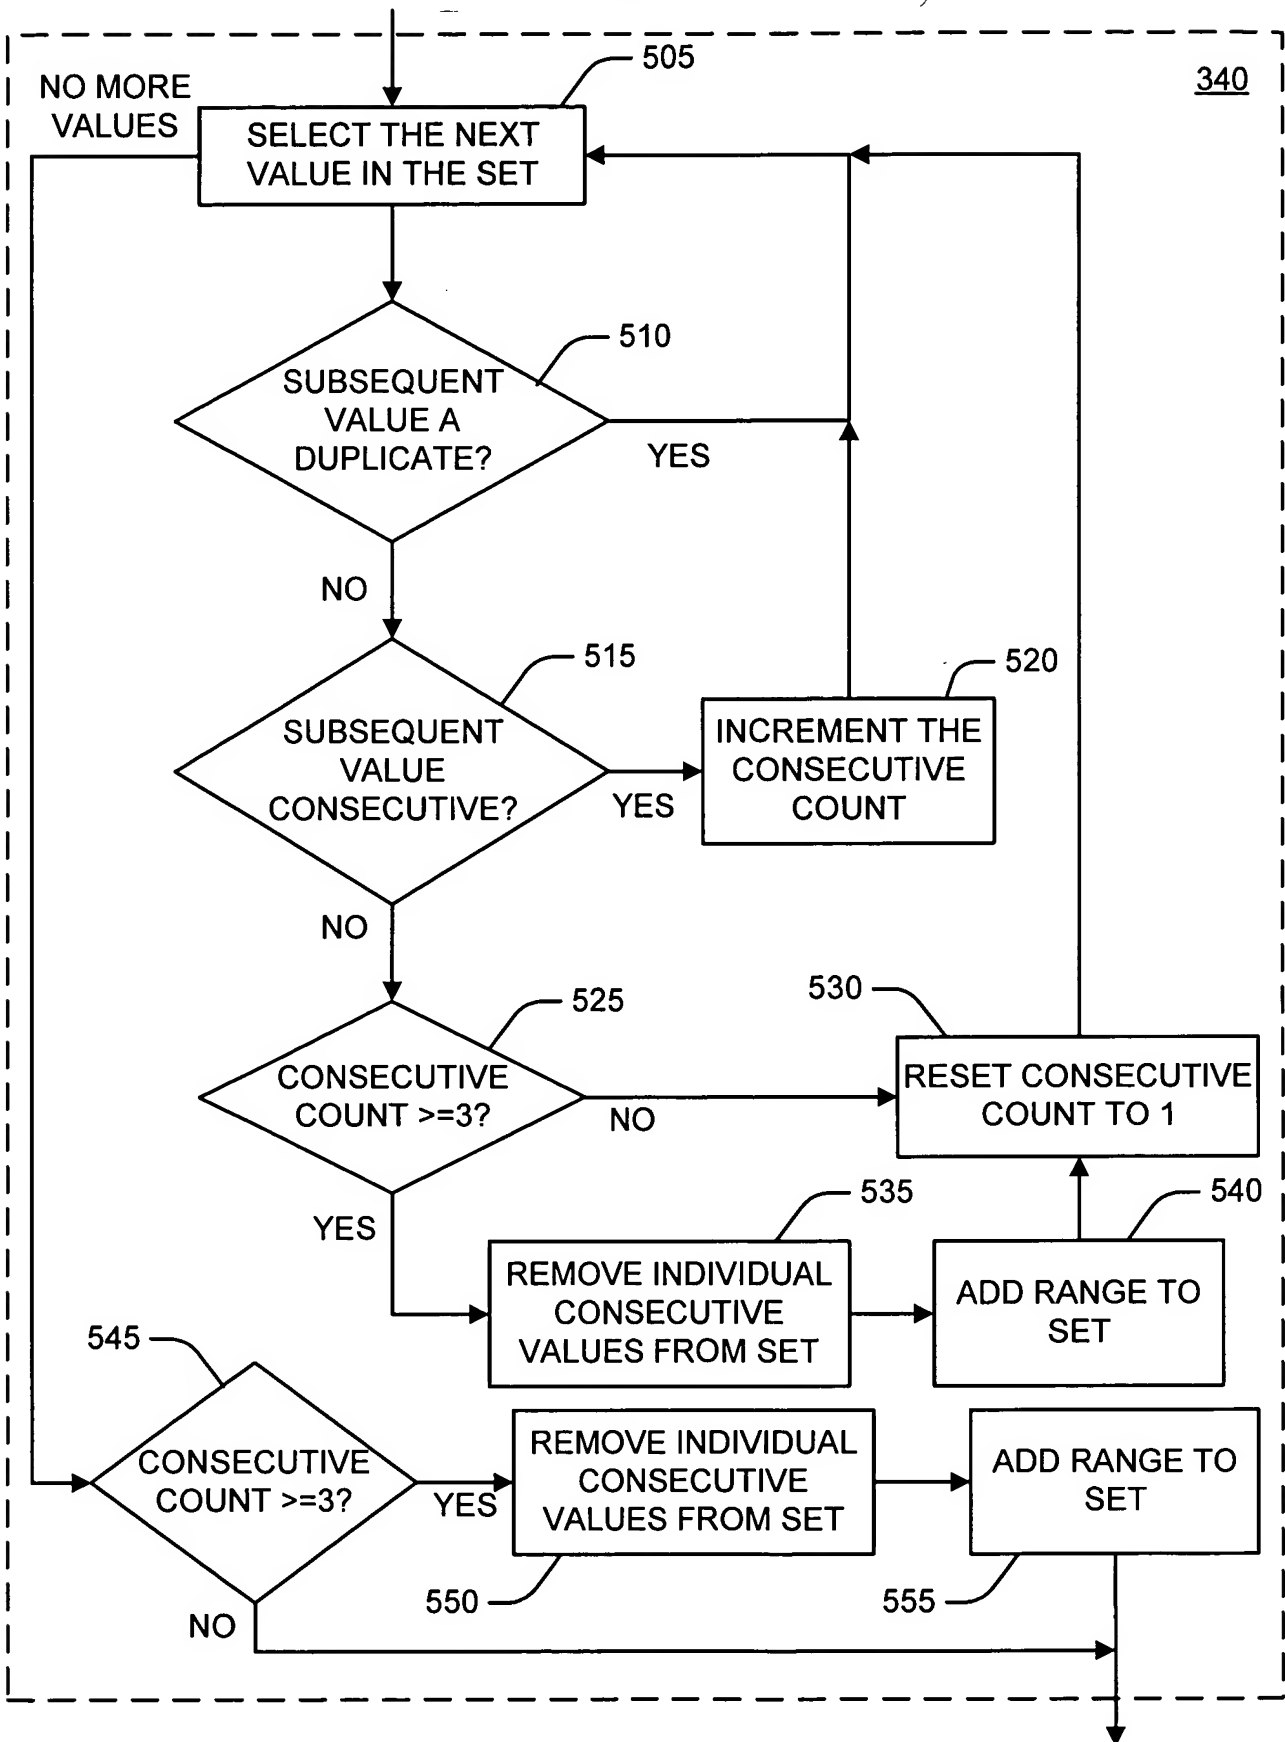 505
340
NO MORE
VALUES
SELECT THE NEXT
VALUE IN THE SET
510
SUBSEQUENT
VALUE A
DUPLICATE?
YES
NO
515
520
SUBSEQUENT
VALUE
CONSECUTIVE?
YES
INCREMENT THE
CONSECUTIVE
COUNT
NO
525
530
CONSECUTIVE
COUNT >=3?
NO
RESET CONSECUTIVE
COUNT TO 1
YES
535
540
REMOVE INDIVIDUAL
CONSECUTIVE
VALUES FROM SET
ADD RANGE TO
SET
545
CONSECUTIVE
COUNT >=3?
YES
REMOVE INDIVIDUAL
CONSECUTIVE
VALUES FROM SET
ADD RANGE TO
SET
550
555
NO